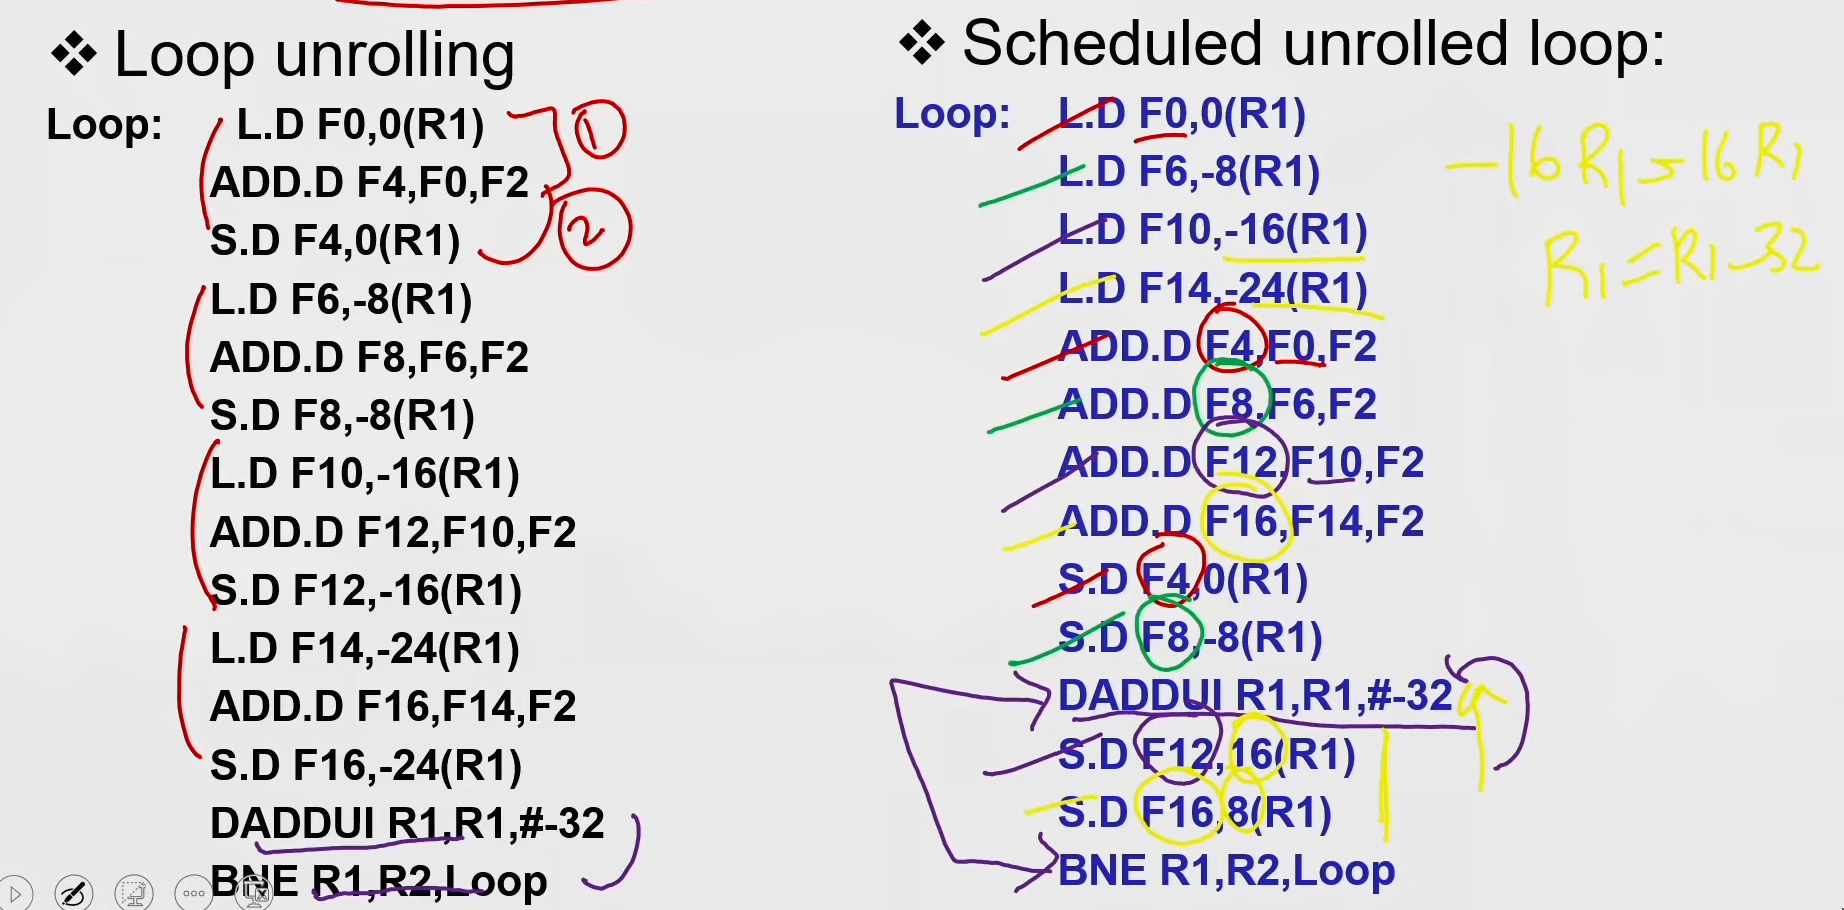 ❖ Loop unrolling
Loop: L.D F0,0(R1)
ADD.D F4,F0,F2
S.D F4,0(R1)
L.D F6,-8(R1)
ADD.D F8,F6,F2
S.D F8,-8(R1)
L.D F10,-16(R1)
ADD.D F12,F10,F2
S.D F12,-16(R1)
L.D F14,-24(R1)
ADD.D F16,F14,F2
S.D F16,-24(R1)
DADDUI R1,R1,#-32
BNE R1,R2,Loop
1
2
❖ Scheduled unrolled loop:
Loop: L.D F0,0(R1)
L.D F6,-8(R1)
L.D F10,-16(R1)
L.D F14,-24(R1)
ADD.D F4,F0,F2
ADD.D F8,F6,F2
ADD.D F12,F10,F2
ADD.D F16,F14,F2
S.D F4,0(R1)
S.D F8,-8(R1)
DADDUI R1,R1,#-32
S.D F12,16(R1)
S.D F16,8(R1)
BNE R1,R2,Loop
-16 R1 = 16 R1
R1 = R1 - 32